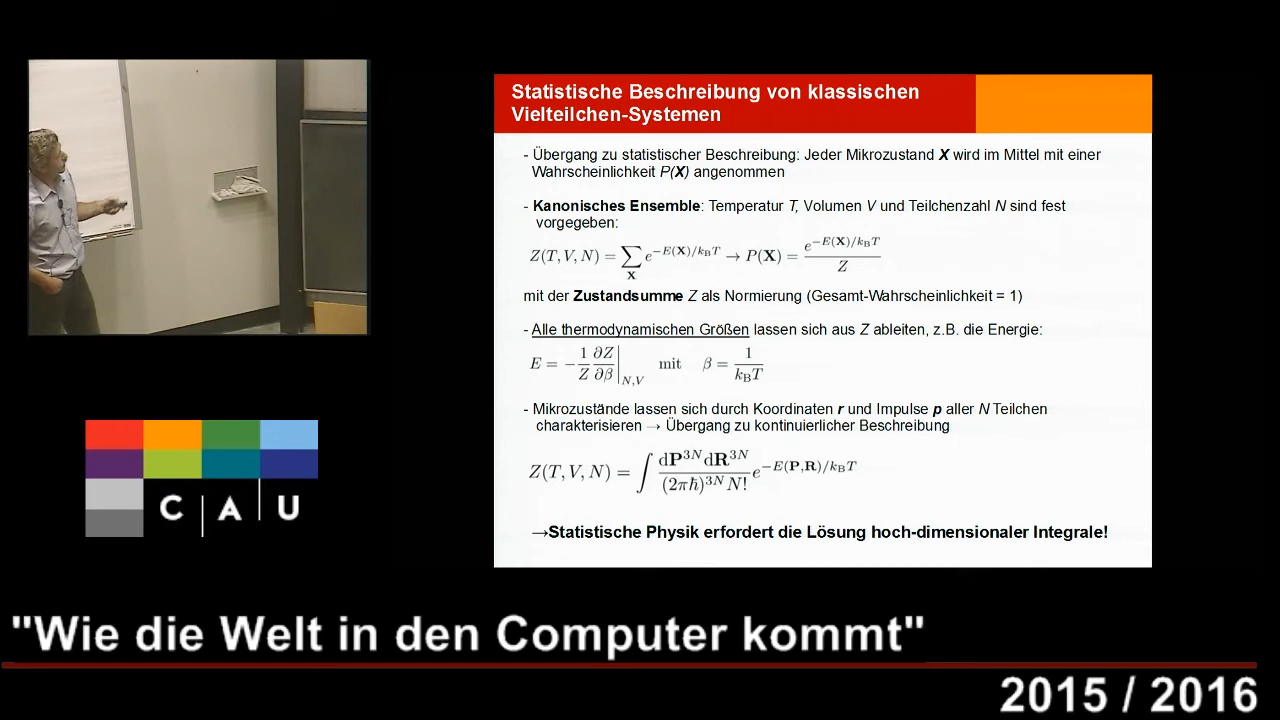 Statistische Beschreibung von klassischen
Vielteilchen-Systemen
- Übergang zu statistischer Beschreibung: Jeder Mikrozustand X wird im Mittel mit einer
Wahrscheinlichkeit P(X) angenommen
- Kanonisches Ensemble: Temperatur T, Volumen V und Teilchenzahl N sind fest
vorgegeben:
Z(T, V, N) = ∑_X e^{−E(X)/k_B T} → P(X) = e^{−E(X)/k_B T} / Z
mit der Zustandsumme Z als Normierung (Gesamt-Wahrscheinlichkeit = 1)
- Alle thermodynamischen Größen lassen sich aus Z ableiten, z.B. die Energie:
E = − 1/Z ∂Z/∂β |_{N,V} mit β = 1/(k_B T)
- Mikrozustände lassen sich durch Koordinaten r und Impulse p aller N Teilchen
charakterisieren → Übergang zu kontinuierlicher Beschreibung
Z(T, V, N) = ∫ dP^{3N} dR^{3N} / ((2πħ)^{3N} N!) e^{−E(P,R)/k_B T}
→Statistische Physik erfordert die Lösung hoch-dimensionaler Integrale!
C A U
"Wie die Welt in den Computer kommt"
2015 / 2016